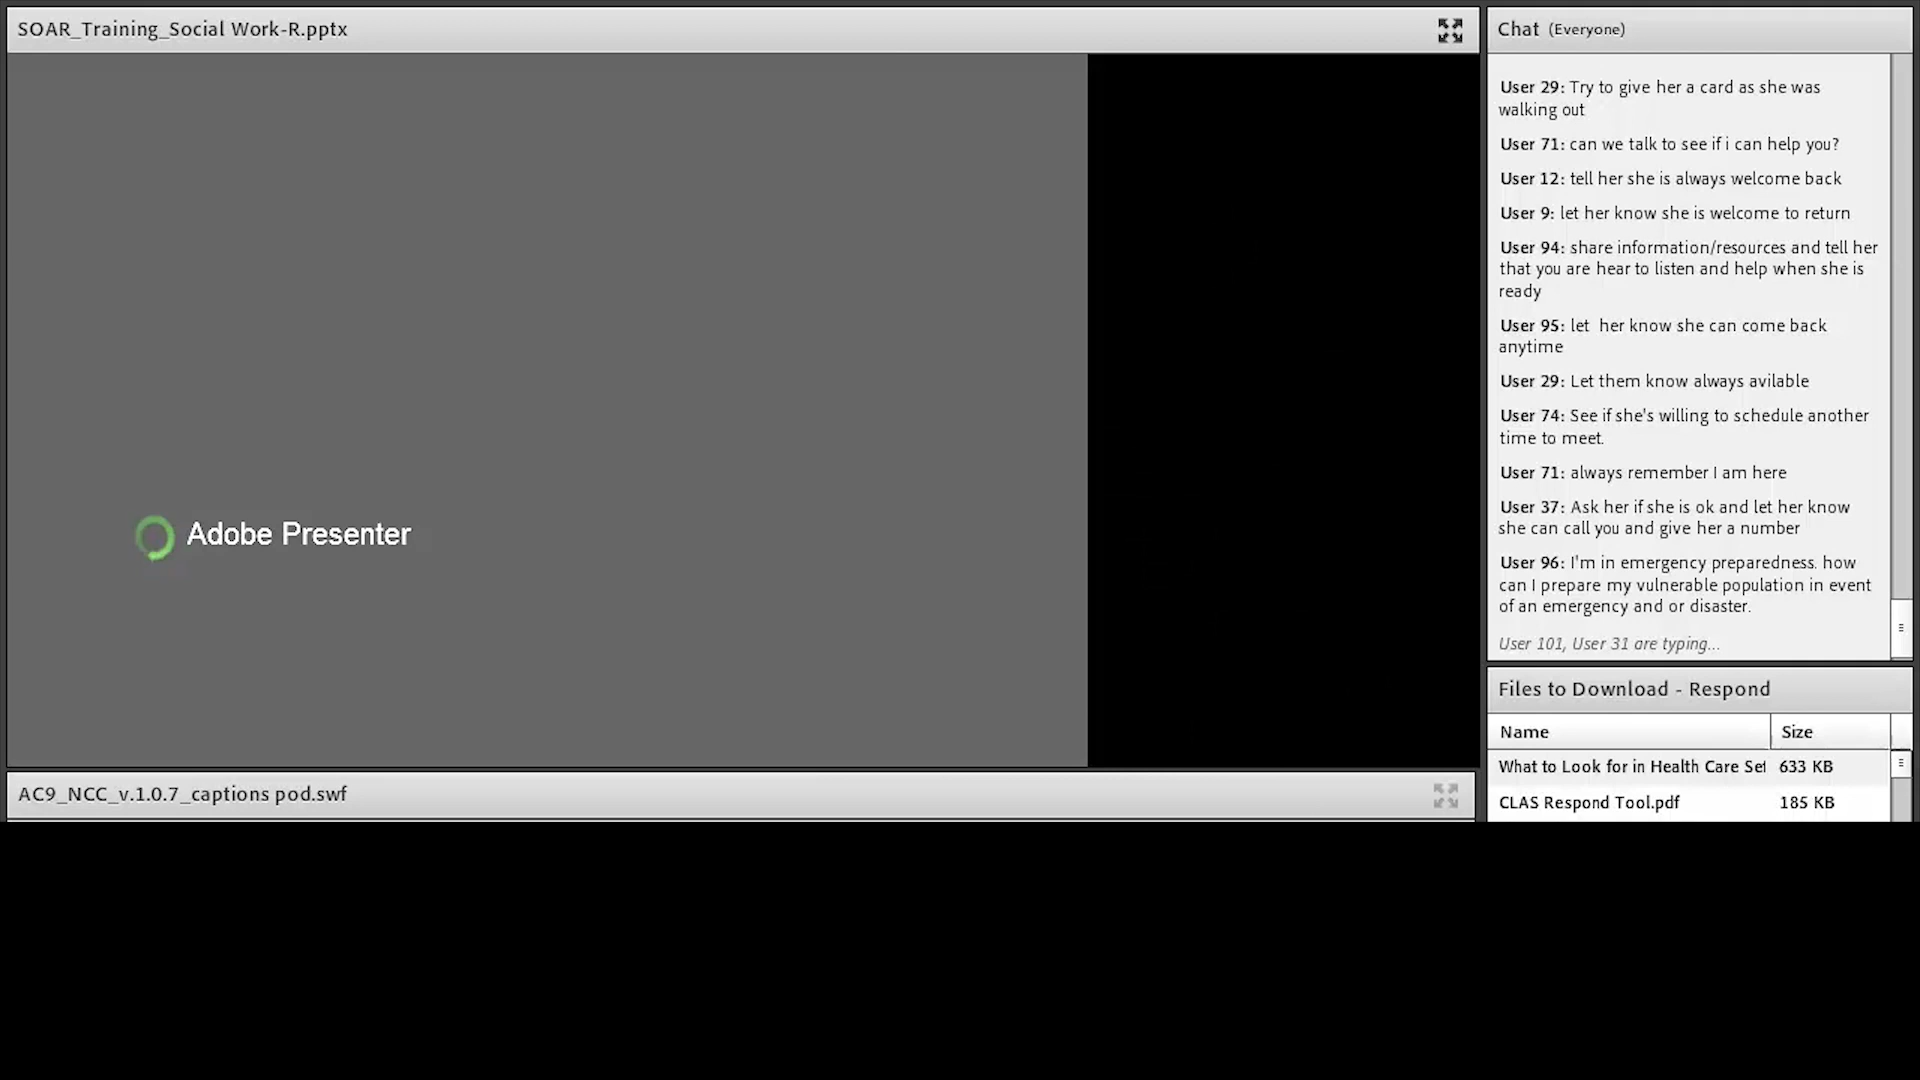 SOAR_Training_Social Work-R.pptx
Adobe Presenter
AC9_NCC_v.1.0.7_captions pod.swf
Chat (Everyone)
User 29: Try to give her a card as she was
walking out
User 71: can we talk to see if i can help you?
User 12: tell her she is always welcome back
User 9: let her know she is welcome to return
User 94: share information/resources and tell her
that you are hear to listen and help when she is
ready
User 95: let her know she can come back
anytime
User 29: Let them know always avilable
User 74: See if she's willing to schedule another
time to meet.
User 71: always remember I am here
User 37: Ask her if she is ok and let her know
she can call you and give her a number
User 96: I'm in emergency preparedness. how
can I prepare my vulnerable population in event
of an emergency and or disaster.
User 101, User 31 are typing...
Files to Download - Respond
Name Size
What to Look for in Health Care Set 633 KB
CLAS Respond Tool.pdf 185 KB